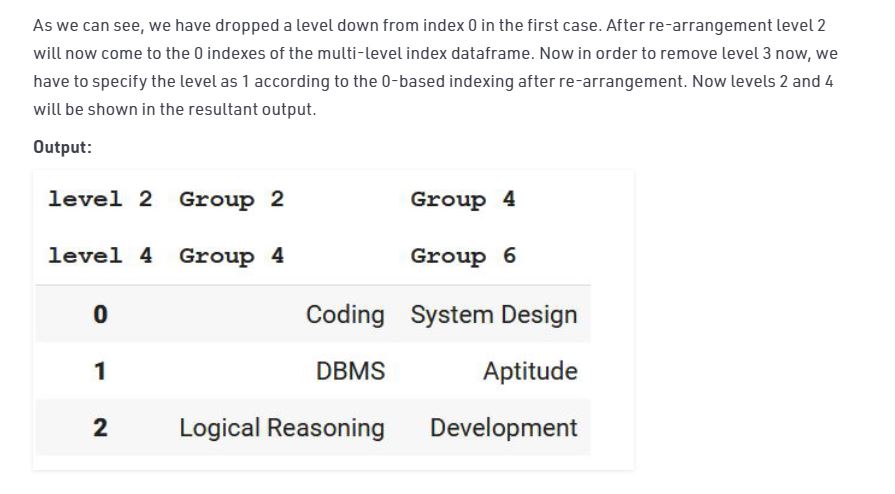 As we can see, we have dropped a level down from index 0 in the first case. After re-arrangement level 2
will now come to the 0 indexes of the multi-level index dataframe. Now in order to remove level 3 now, we
have to specify the level as 1 according to the 0-based indexing after re-arrangement. Now levels 2 and 4
will be shown in the resultant output.
Output:
level 2 Group 2 Group 4
level 4 Group 4 Group 6
0 Coding System Design
1 DBMS Aptitude
2 Logical Reasoning Development